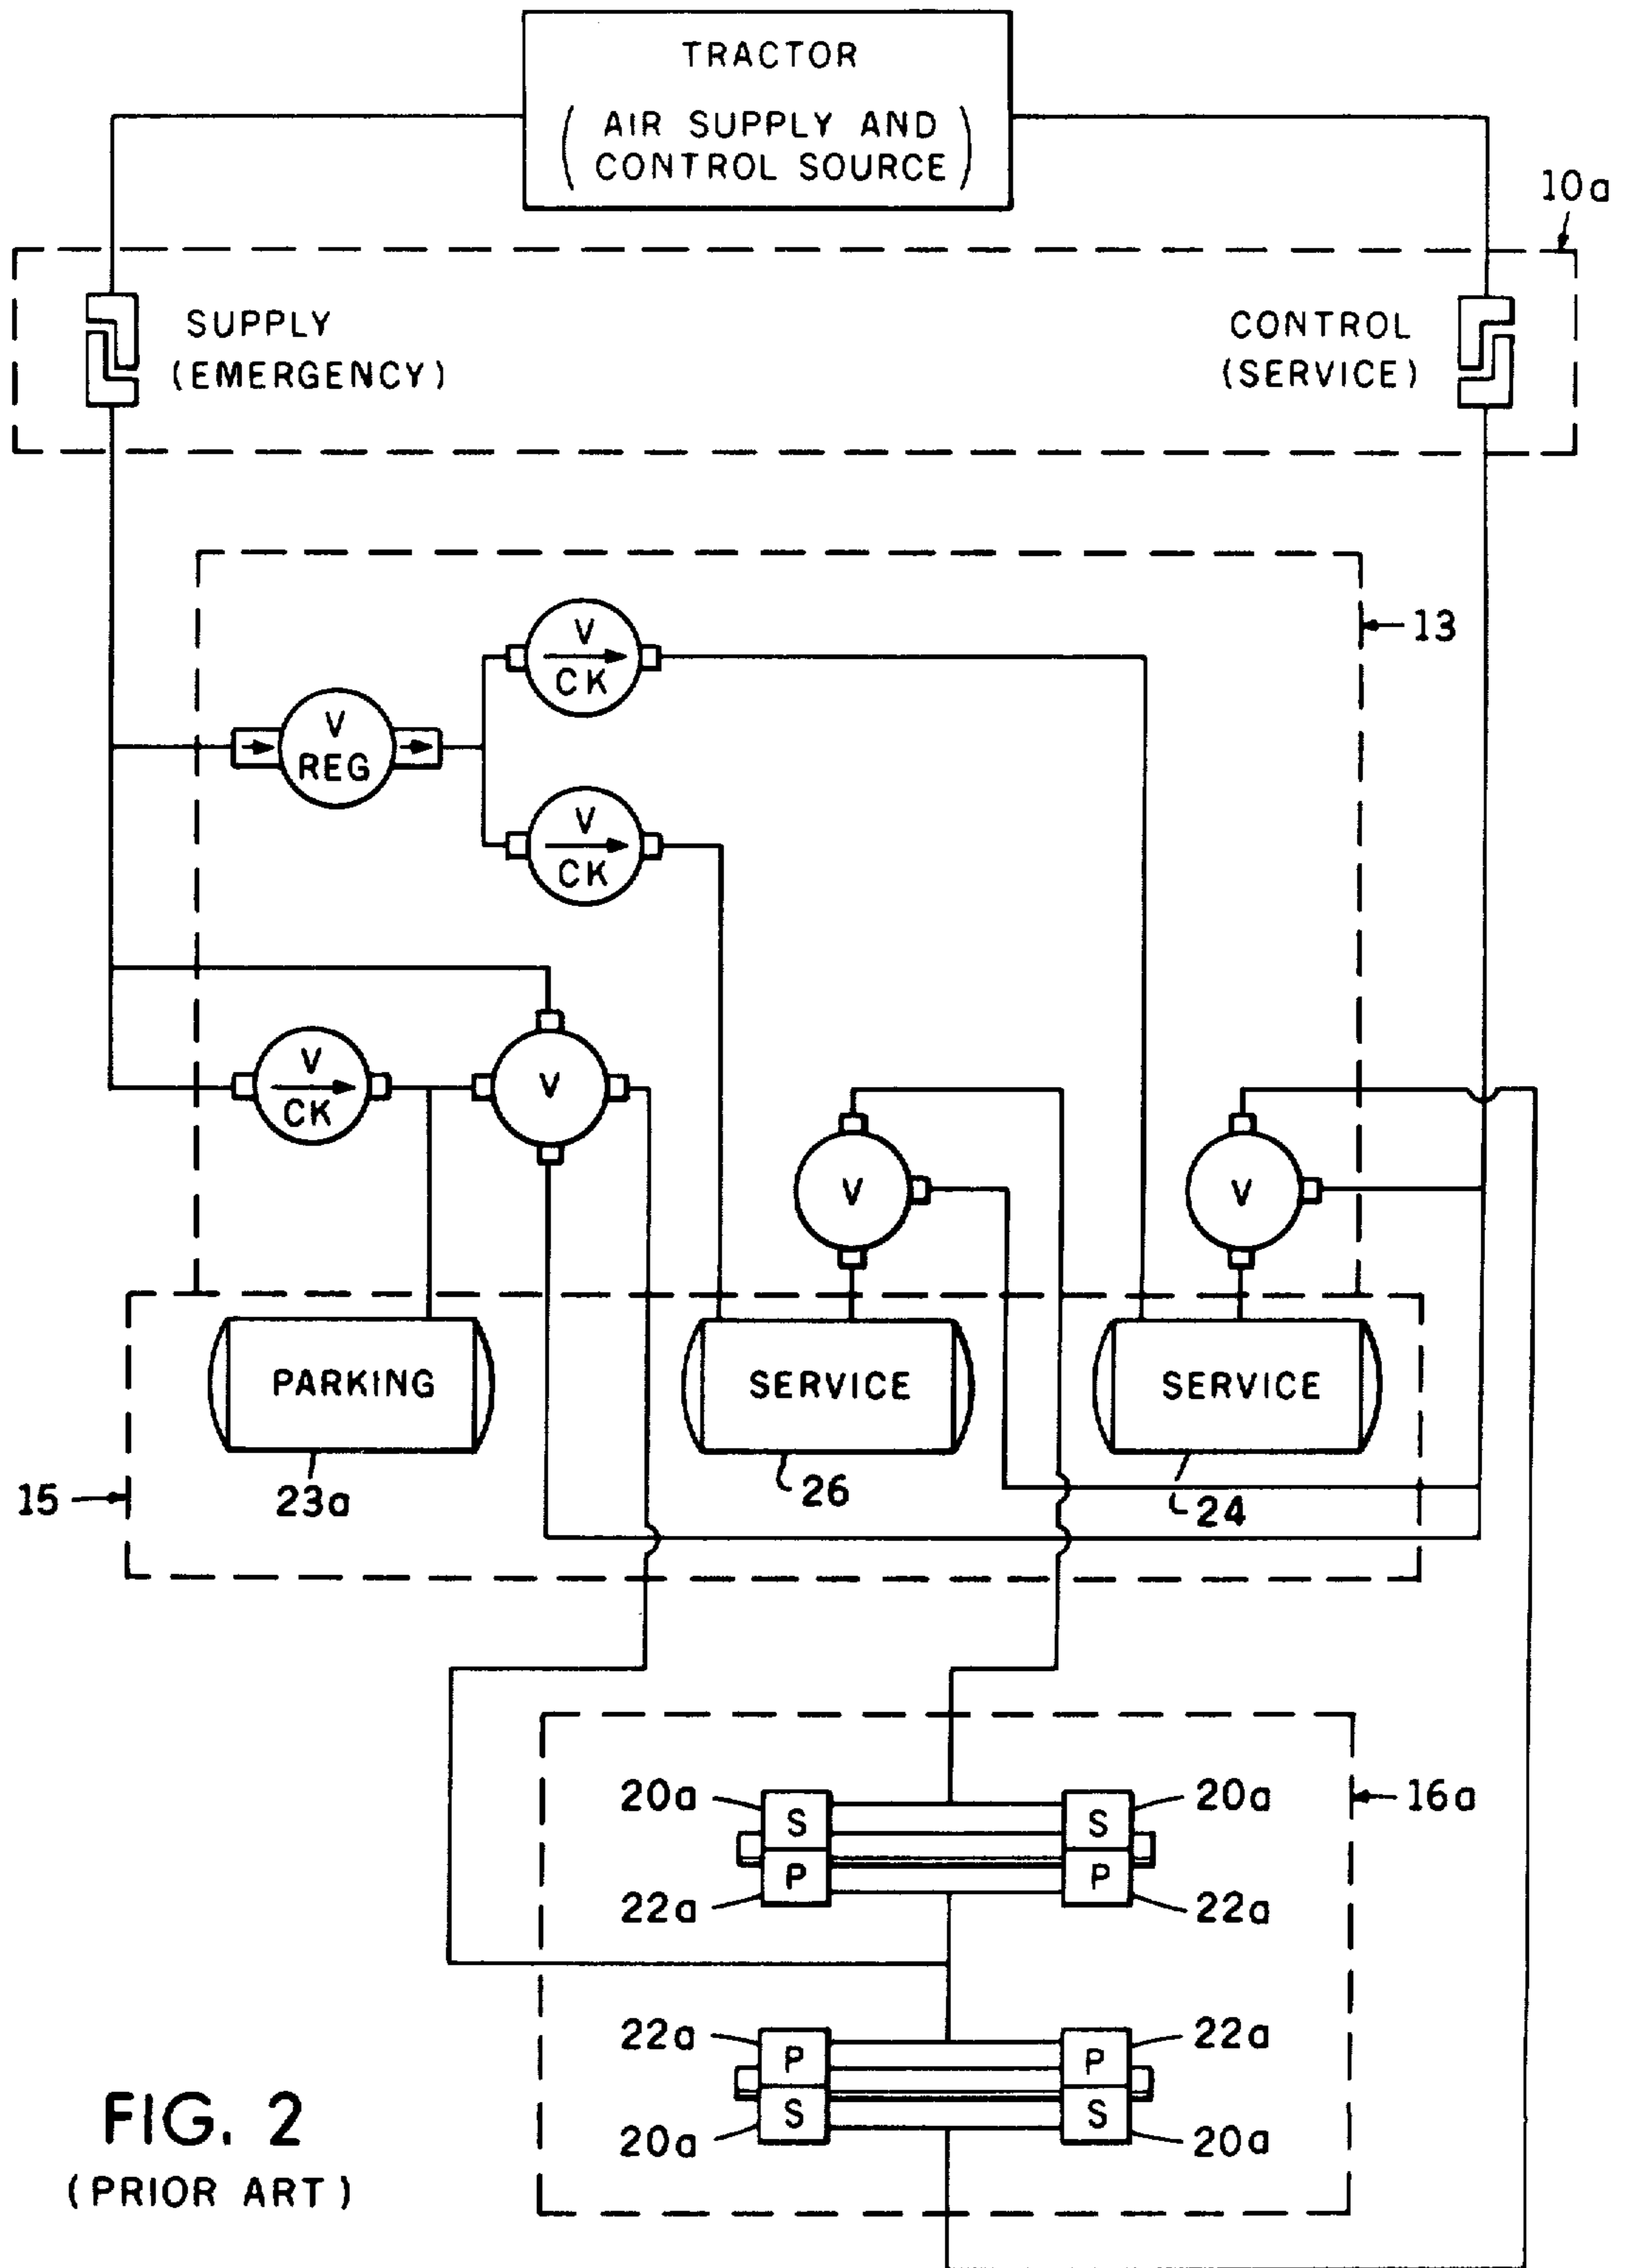 TRACTOR
( AIR SUPPLY AND
CONTROL SOURCE )
10a
SUPPLY
(EMERGENCY)
CONTROL
(SERVICE)
13
V
CK
V
REG
V
CK
V
CK
V
V
V
PARKING
SERVICE
SERVICE
15
23a
26
24
20a
S
S
20a
16a
P
P
22a
22a
22a
P
P
22a
S
S
20a
20a
FIG. 2
(PRIOR ART)